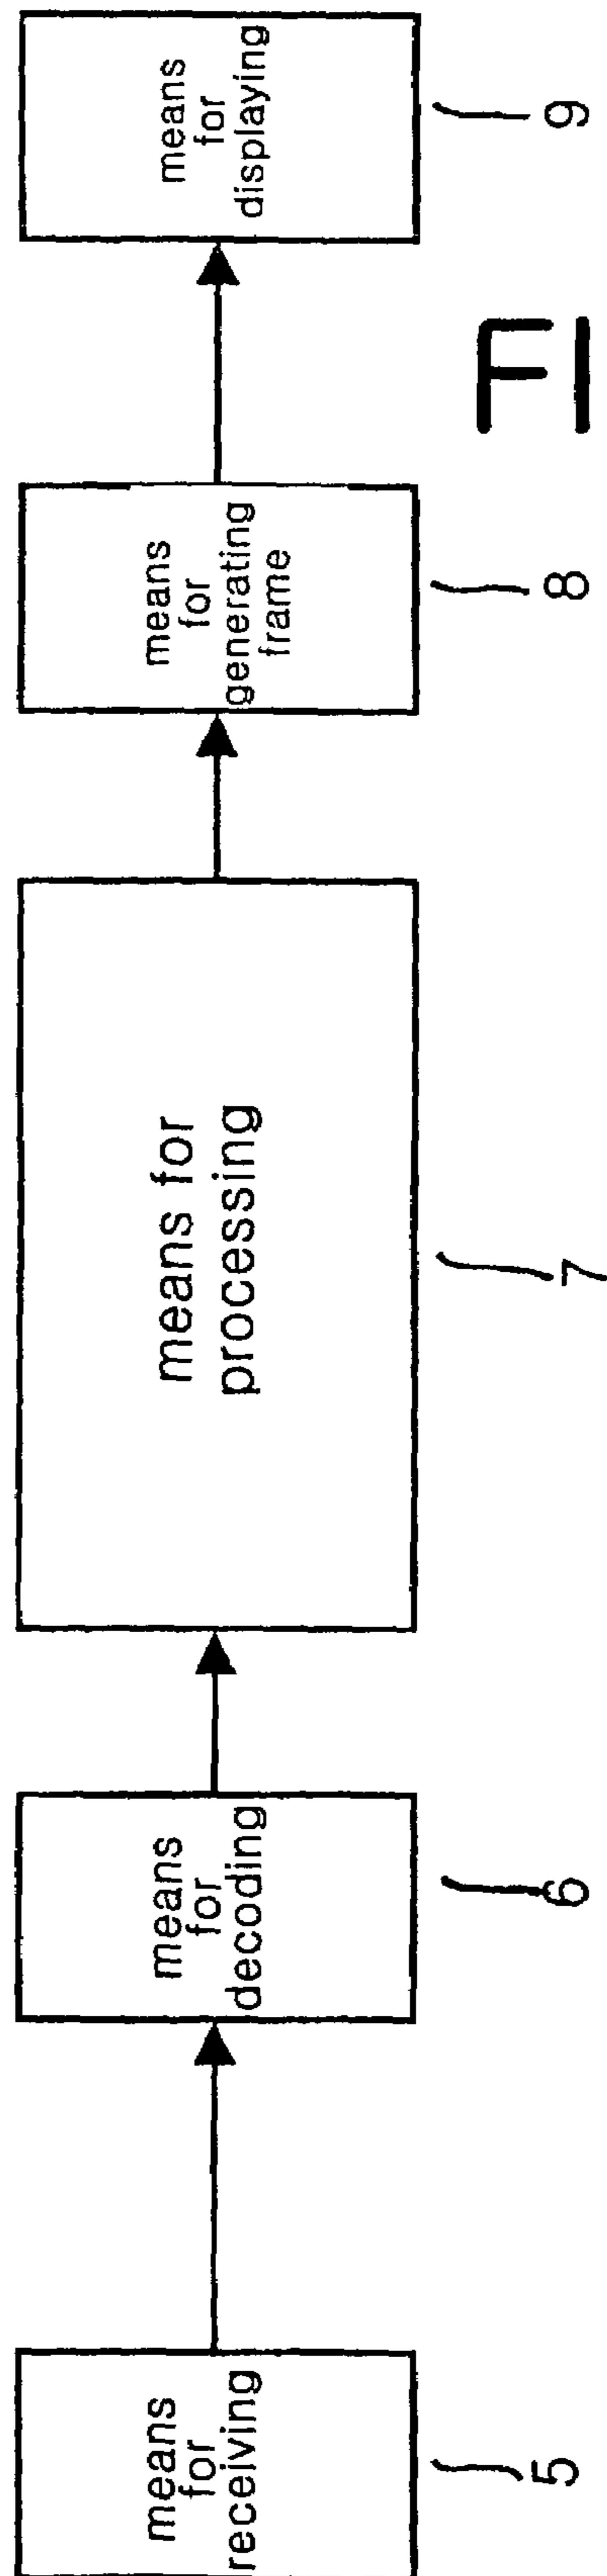 means
for
receiving
5
means
for
decoding
6
means for
processing
7
means
for
generating
frame
8
means
for
displaying
9
FI